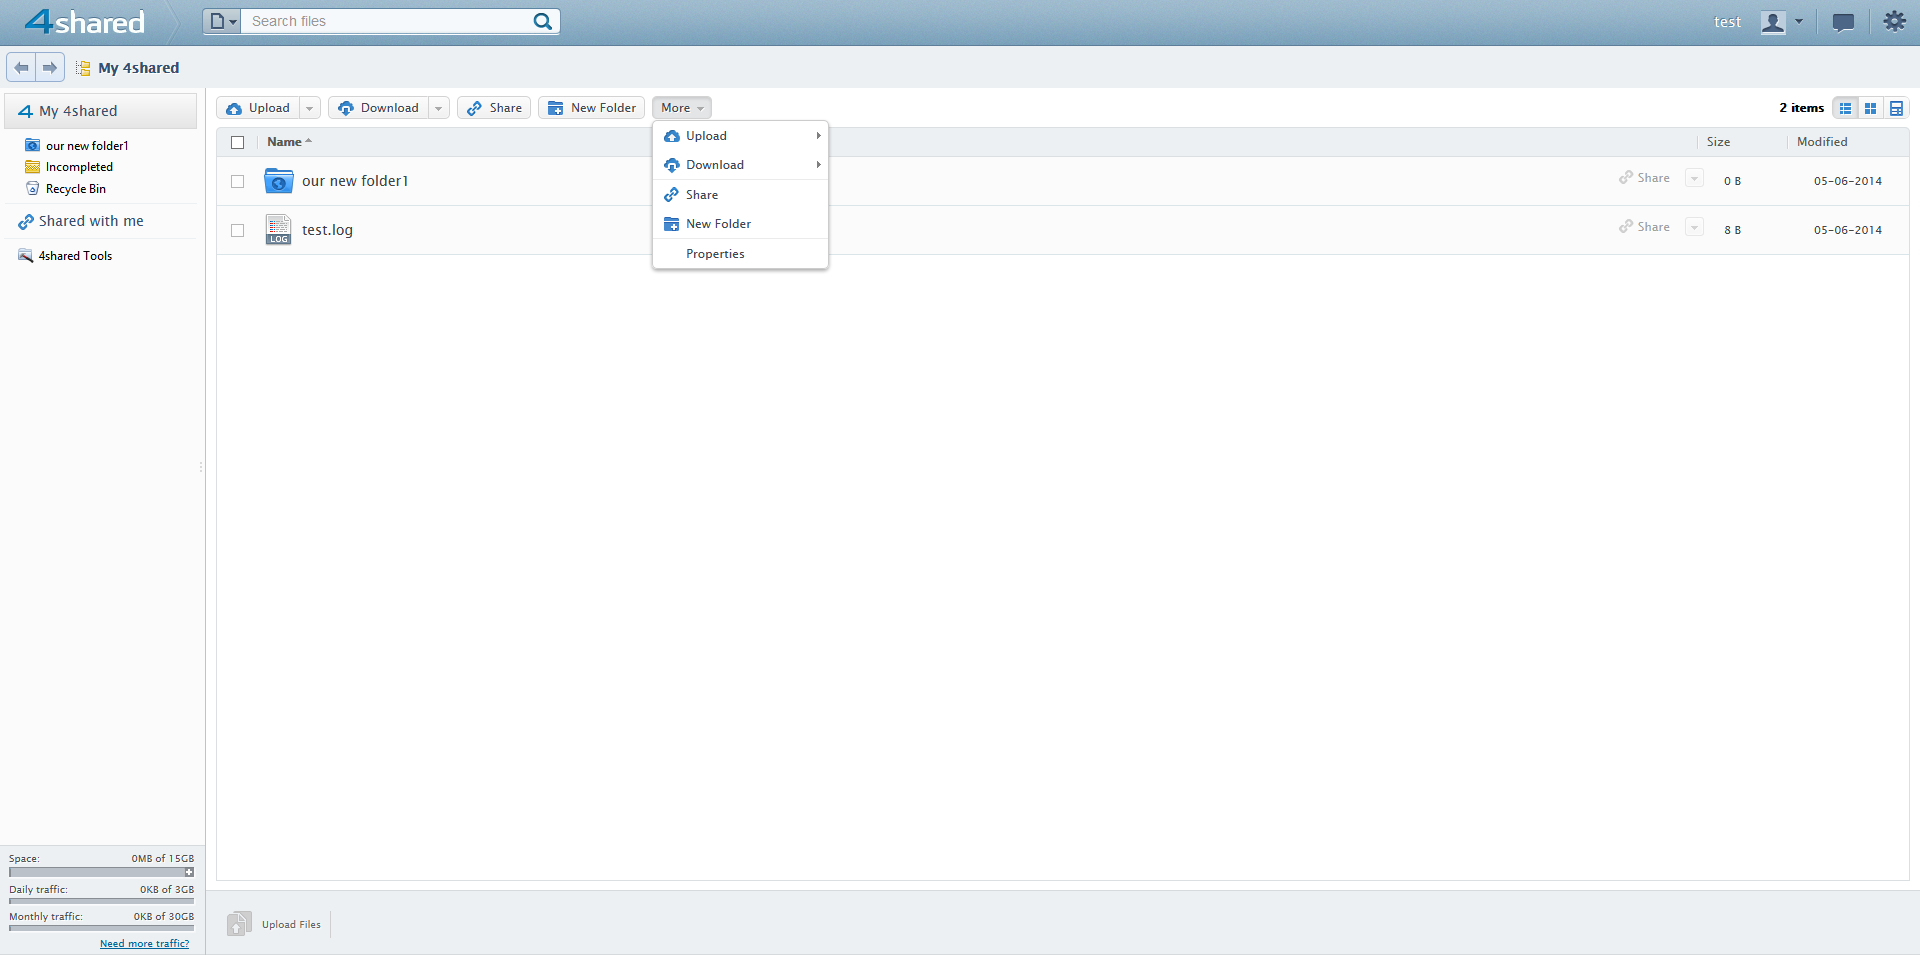 4shared
Search files
test
My 4shared
My 4shared
our new folder1
Incompleted
Recycle Bin
Shared with me
4shared Tools
Upload
Download
Share
New Folder
More
2 items
Name
Size
Modified
our new folder1
Share
0 B
05-06-2014
LOG
test.log
Share
8 B
05-06-2014
Upload
Download
Share
New Folder
Properties
Space: 0MB of 15GB
Daily traffic: 0KB of 3GB
Monthly traffic: 0KB of 30GB
Need more traffic?
Upload Files